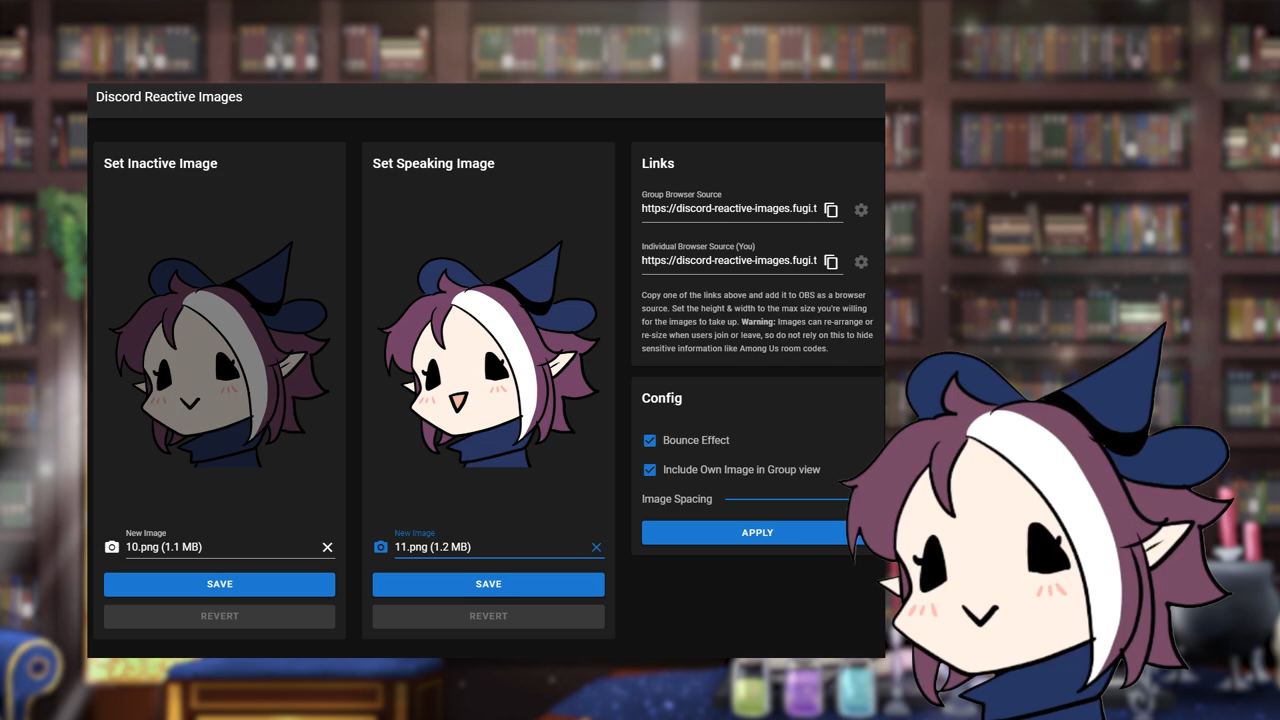 Discord Reactive Images
Set Inactive Image
New Image
10.png (1.1 MB)
SAVE
REVERT
Set Speaking Image
New Image
11.png (1.2 MB)
SAVE
REVERT
Links
Group Browser Source
https://discord-reactive-images.fugi.t
Individual Browser Source (You)
https://discord-reactive-images.fugi.t
Copy one of the links above and add it to OBS as a browser
source. Set the height & width to the max size you're willing
for the images to take up. Warning: Images can re-arrange or
re-size when users join or leave, so do not rely on this to hide
sensitive information like Among Us room codes.
Config
Bounce Effect
Include Own Image in Group view
Image Spacing
APPLY